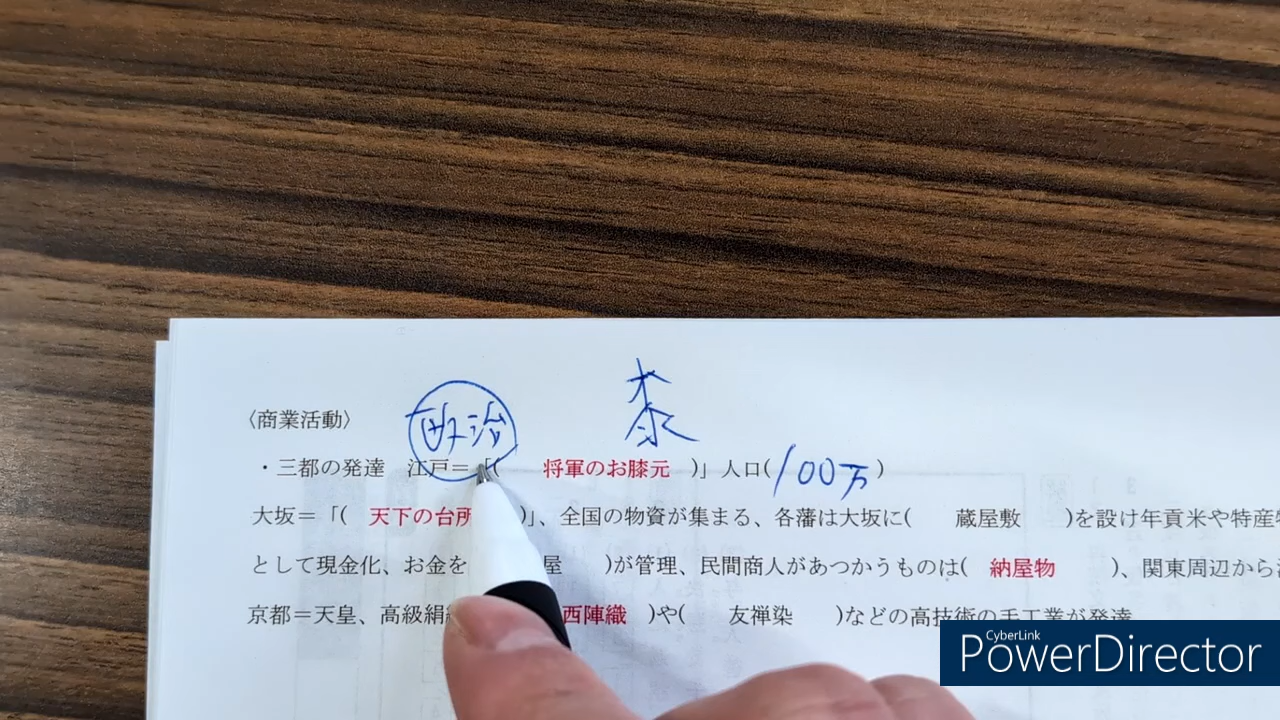 〈商業活動〉
政治
・三都の発達 江戸＝「( 将軍のお膝元 )」人口(100万)
大坂＝「( 天下の台所 )」、全国の物資が集まる、各藩は大坂に( 蔵屋敷 )を設け年貢米や特産
として現金化、お金を 屋 )が管理、民間商人があつかうものは( 納屋物 )、関東周辺から
京都＝天皇、高級絹 西陣織 )や( 友禅染 )などの高技術の手工業が発達
CyberLink
PowerDirector